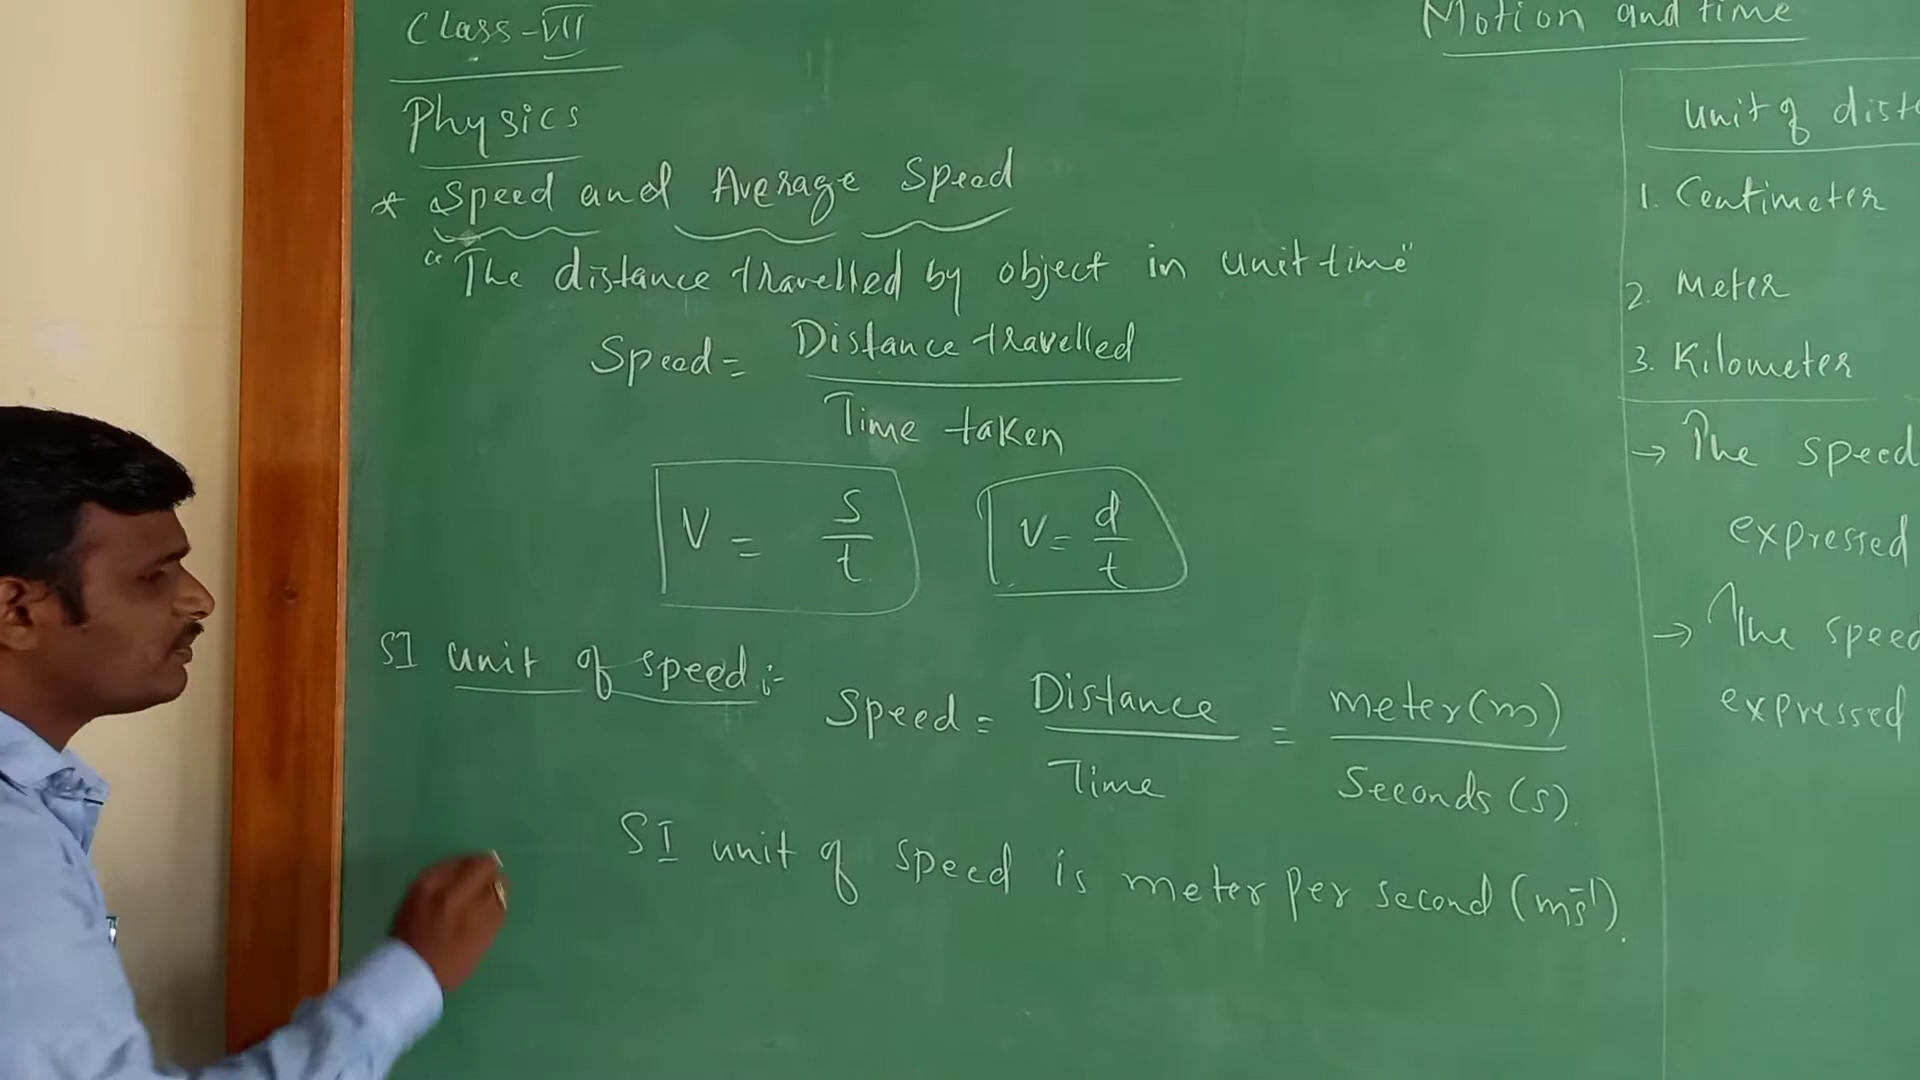 Class-VII
Physics
* Speed and Average Speed
"The distance travelled by object in unit time"
Speed = Distance travelled
Time taken
V = s/t V = d/t
SI unit of speed :-
Speed = Distance / Time = meter(m) / Seconds (s).
SI unit of speed is meter per second (ms⁻¹).
Motion and time
Unit of
1. Centimeter
2. Meter
3. Kilometer
→ The speed
expressed
→ The speed
expressed